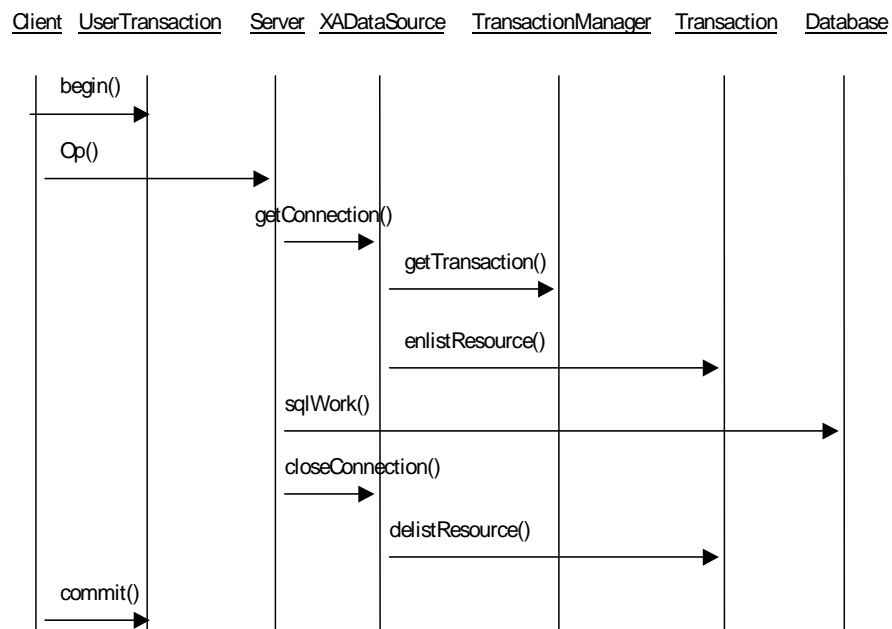 Client UserTransaction Server XADataSource TransactionManager Transaction Database
begin()
Op()
getConnection()
getTransaction()
enlistResource()
sqlWork()
closeConnection()
delistResource()
commit()